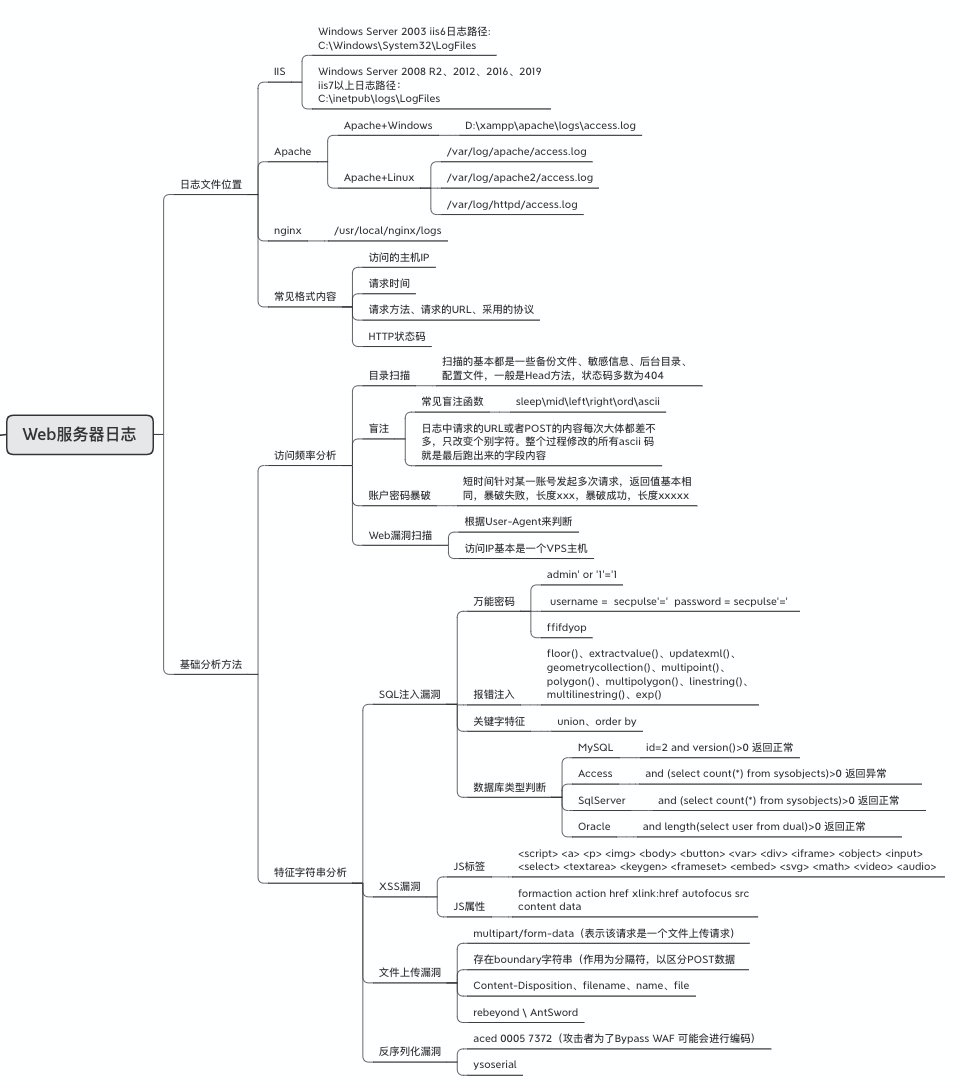 Windows Server 2003 iis6日志路径:
C:\Windows\System32\LogFiles
IIS
Windows Server 2008 R2、2012、2016、2019
iis7以上日志路径:
C:\inetpub\logs\LogFiles
Apache+Windows
D:\xampp\apache\logs\access.log
Apache
/var/log/apache/access.log
Apache+Linux
/var/log/apache2/access.log
/var/log/httpd/access.log
日志文件位置
nginx
/usr/local/nginx/logs
访问的主机IP
请求时间
常见格式内容
请求方法、请求的URL、采用的协议
HTTP状态码
目录扫描
扫描的基本都是一些备份文件、敏感信息、后台目录、
配置文件，一般是Head方法，状态码多数为404
常见盲注函数
sleep\mid\left\right\ord\ascii
盲注
日志中请求的URL或者POST的内容每次大体都差不
多，只改变个别字符。整个过程修改的所有ascii 码
就是最后跑出来的字段内容
Web服务器日志
访问频率分析
账户密码暴破
短时间针对某一账号发起多次请求，返回值基本相
同，暴破失败，长度xxx，暴破成功，长度xxxxx
Web漏洞扫描
根据User-Agent来判断
访问IP基本是一个VPS主机
万能密码
admin' or '1'='1
username = secpulse'=' password = secpulse'='
ffifdyop
基础分析方法
SQL注入漏洞
报错注入
floor()、extractvalue()、updatexml()、
geometrycollection()、multipoint()、
polygon()、multipolygon()、linestring()、
multilinestring()、exp()
关键字特征
union、order by
数据库类型判断
MySQL
id=2 and version()>0 返回正常
Access
and (select count(*) from sysobjects)>0 返回异常
SqlServer
and (select count(*) from sysobjects)>0 返回正常
Oracle
and length(select user from dual)>0 返回正常
特征字符串分析
XSS漏洞
JS标签
<script> <a> <p> <img> <body> <button> <var> <div> <iframe> <object> <input>
<select> <textarea> <keygen> <frameset> <embed> <svg> <math> <video> <audio>
JS属性
formaction action href xlink:href autofocus src
content data
文件上传漏洞
multipart/form-data（表示该请求是一个文件上传请求）
存在boundary字符串（作用为分隔符，以区分POST数据
Content-Disposition、filename、name、file
rebeyond \ AntSword
反序列化漏洞
aced 0005 7372（攻击者为了Bypass WAF 可能会进行编码）
ysoserial